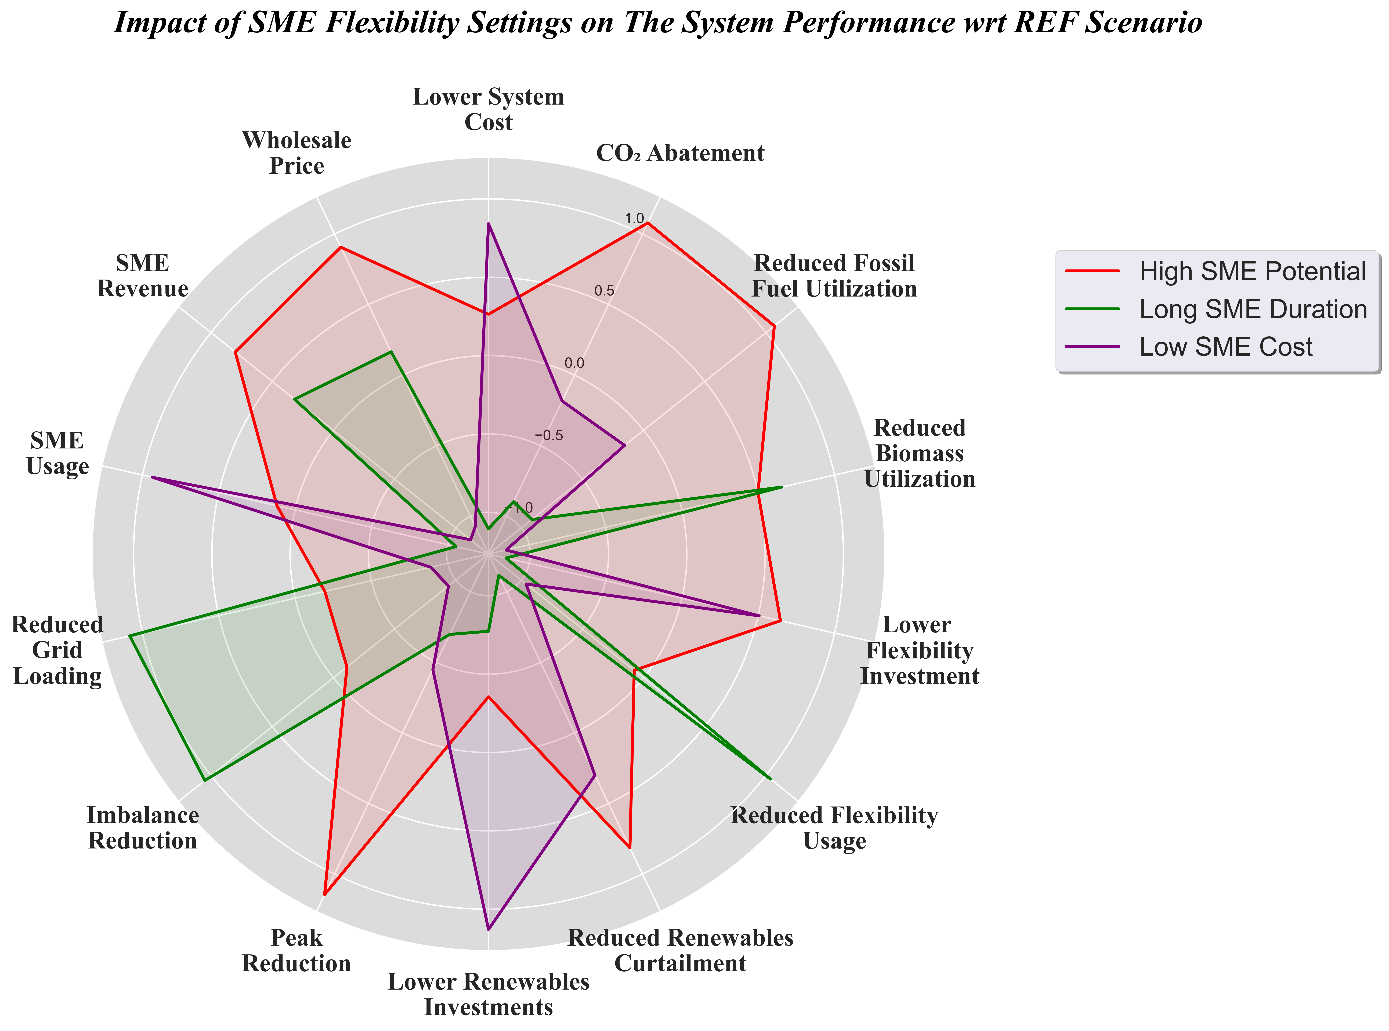 Impact of SME Flexibility Settings on The System Performance wrt REF Scenario
Lower System
Cost
CO₂ Abatement
Reduced Fossil
Fuel Utilization
Reduced
Biomass
Utilization
Lower
Flexibility
Investment
Reduced Flexibility
Usage
Reduced Renewables
Curtailment
Lower Renewables
Investments
Peak
Reduction
Imbalance
Reduction
Reduced
Grid
Loading
SME
Usage
SME
Revenue
Wholesale
Price
1.0
0.5
0.0
−0.5
High SME Potential
Long SME Duration
Low SME Cost